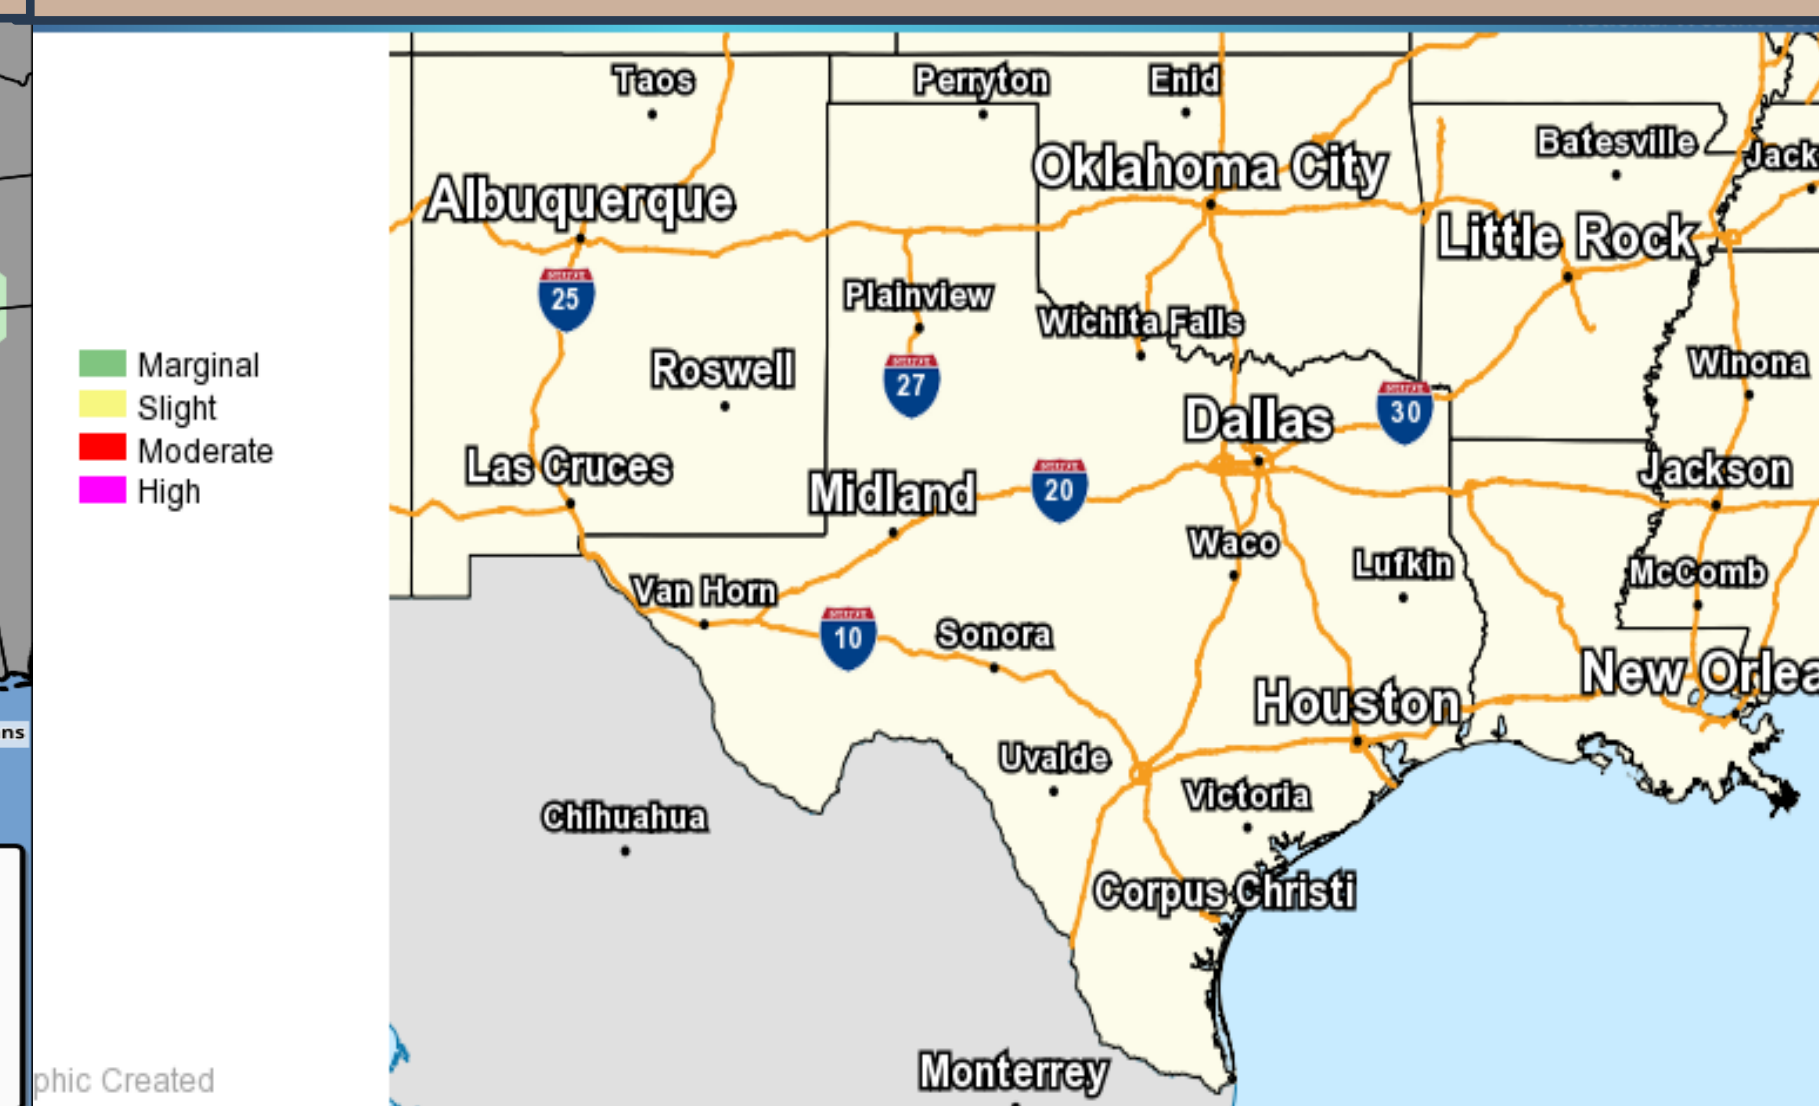 Taos
Perryton
Enid
Batesville
Jack
Oklahoma City
Albuquerque
Little Rock
25
Plainview
Wichita Falls
Marginal
Slight
Moderate
High
Roswell
27
Dallas
30
Winona
Las Cruces
Midland
20
Jackson
Waco
Lufkin
McComb
Van Horn
10
Sonora
New Orlea
Houston
ns
Uvalde
Victoria
Chihuahua
Corpus Christi
Monterrey
phic Created